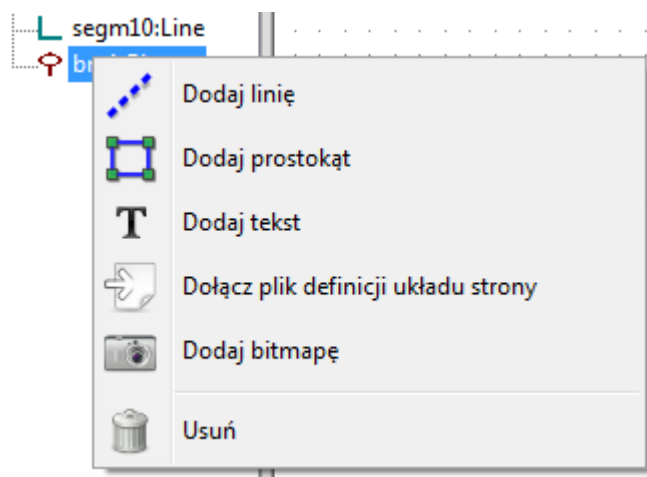 segm10:Line
Dodaj linię
Dodaj prostokąt
T Dodaj tekst
Dołącz plik definicji układu strony
Dodaj bitmapę
Usuń